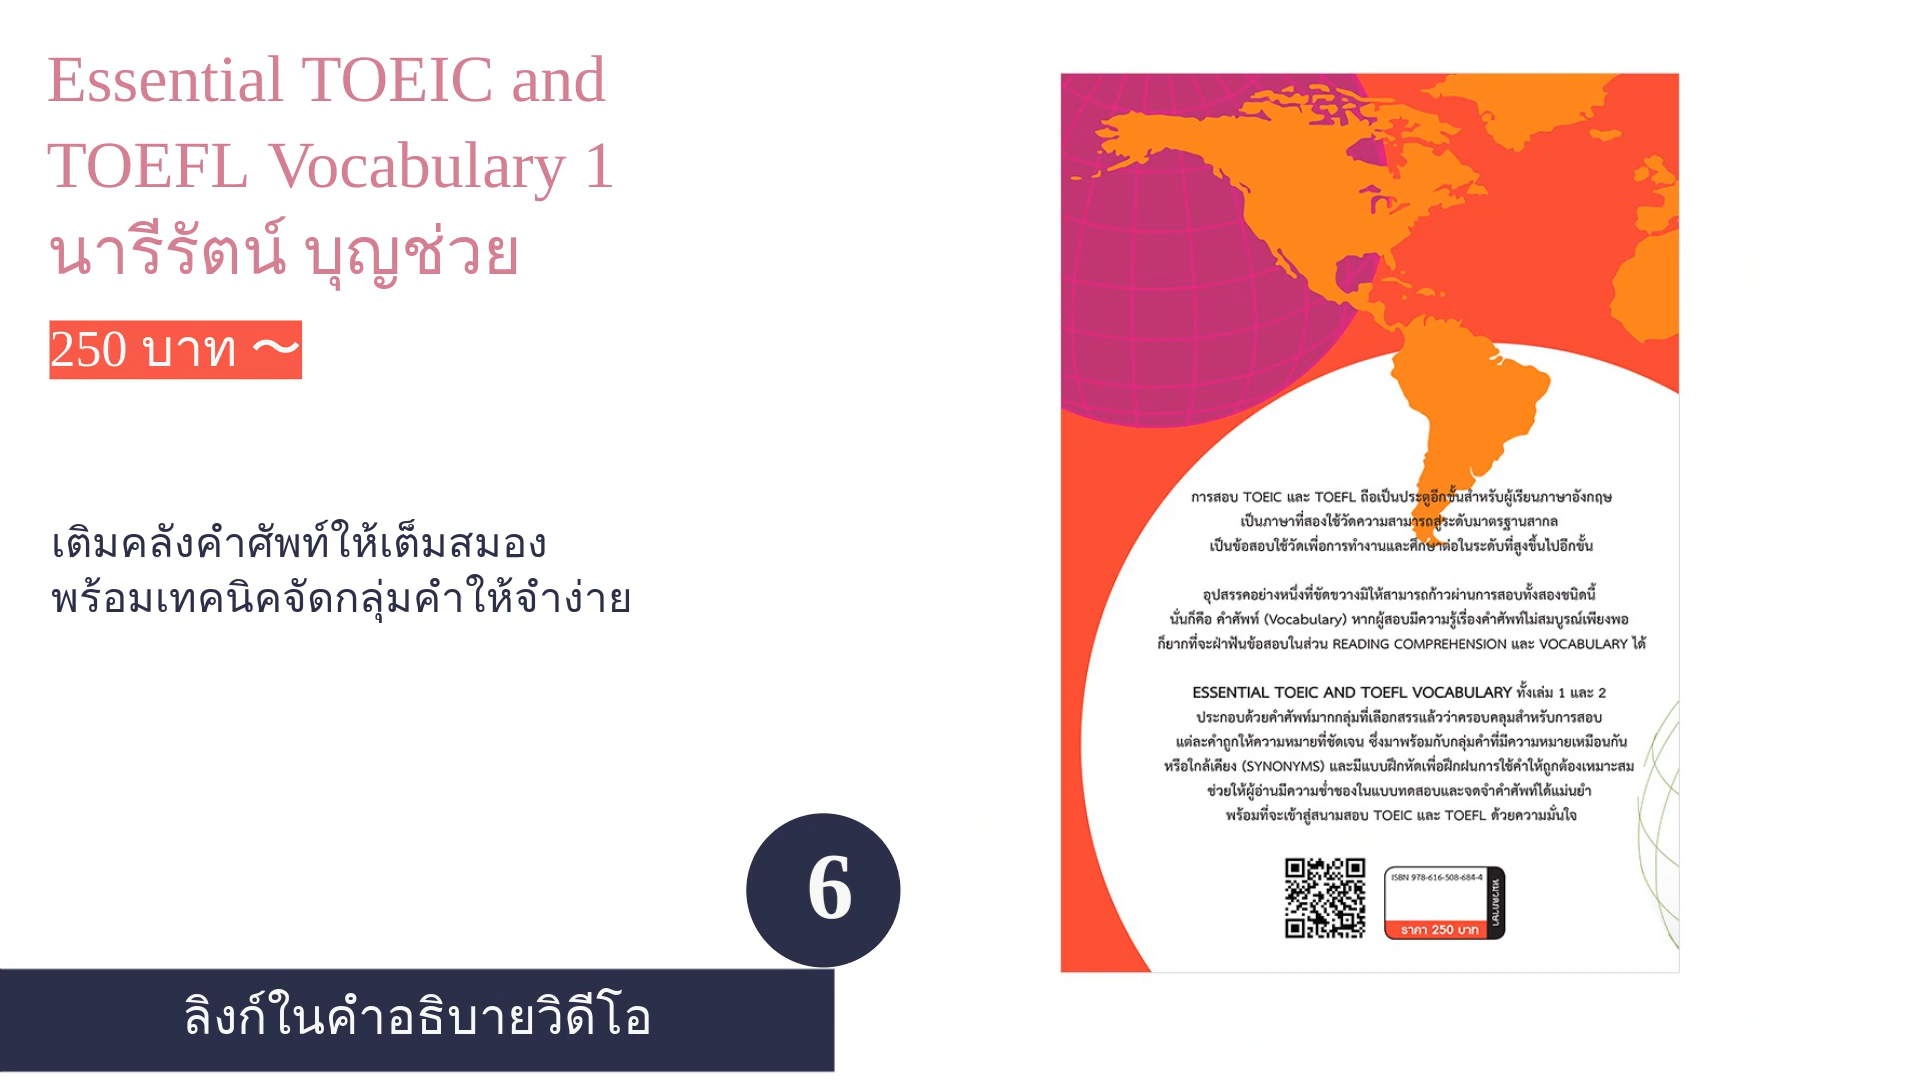 Essential TOEIC and
TOEFL Vocabulary 1
นารีรัตน์ บุญช่วย
250 บาท ～
เติมคลังคำศัพท์ให้เต็มสมอง
พร้อมเทคนิคจัดกลุ่มคำให้จำง่าย
6
ลิงก์ในคำอธิบายวิดีโอ
การสอบ TOEIC และ TOEFL ถือเป็นประตูอีกขั้นสำหรับผู้เรียนภาษาอังกฤษ
เป็นภาษาที่สองใช้วัดความสามารถสู่ระดับมาตรฐานสากล
เป็นข้อสอบใช้วัดเพื่อการทำงานและศึกษาต่อในระดับที่สูงขึ้นไปอีกขั้น
อุปสรรคอย่างหนึ่งที่ขัดขวางมิให้สามารถก้าวผ่านการสอบทั้งสองชนิดนี้
นั่นก็คือ คำศัพท์ (Vocabulary) หากผู้สอบมีความรู้เรื่องคำศัพท์ไม่สมบูรณ์เพียงพอ
ก็ยากที่จะฝ่าฟันข้อสอบในส่วน READING COMPREHENSION และ VOCABULARY ได้
ESSENTIAL TOEIC AND TOEFL VOCABULARY ทั้งเล่ม 1 และ 2
ประกอบด้วยคำศัพท์มากกลุ่มที่เลือกสรรแล้วว่าครอบคลุมสำหรับการสอบ
แต่ละคำถูกให้ความหมายที่ชัดเจน ซึ่งมาพร้อมกับกลุ่มคำที่มีความหมายเหมือนกัน
หรือใกล้เคียง (SYNONYMS) และมีแบบฝึกหัดเพื่อฝึกฝนการใช้คำให้ถูกต้องเหมาะสม
ช่วยให้ผู้อ่านมีความช่ำชองในแบบทดสอบและจดจำคำศัพท์ได้แม่นยำ
พร้อมที่จะเข้าสู่สนามสอบ TOEIC และ TOEFL ด้วยความมั่นใจ
ISBN 978-616-508-684-4
หมวดภาษา
ราคา 250 บาท